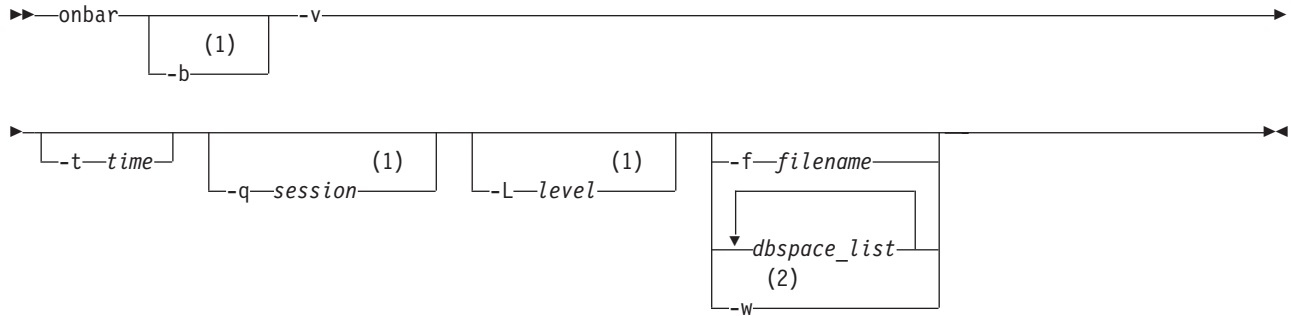 onbar -v
(1)
-b
-t time (1) (1) -f filename
-q session -L level
dbspace_list
(2)
-w